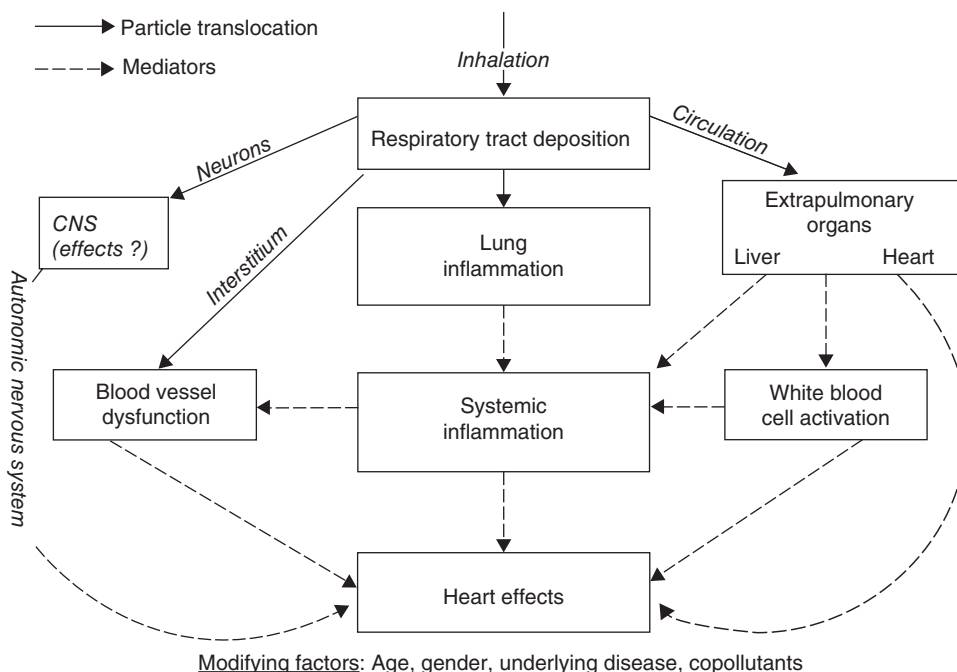 Particle translocation
Mediators
Inhalation
Respiratory tract deposition
Neurons
Circulation
Interstitium
CNS
(effects ?)
Lung
inflammation
Extrapulmonary
organs
Liver Heart
Autonomic nervous system
Blood vessel
dysfunction
Systemic
inflammation
White blood
cell activation
Heart effects
Modifying factors: Age, gender, underlying disease, copollutants